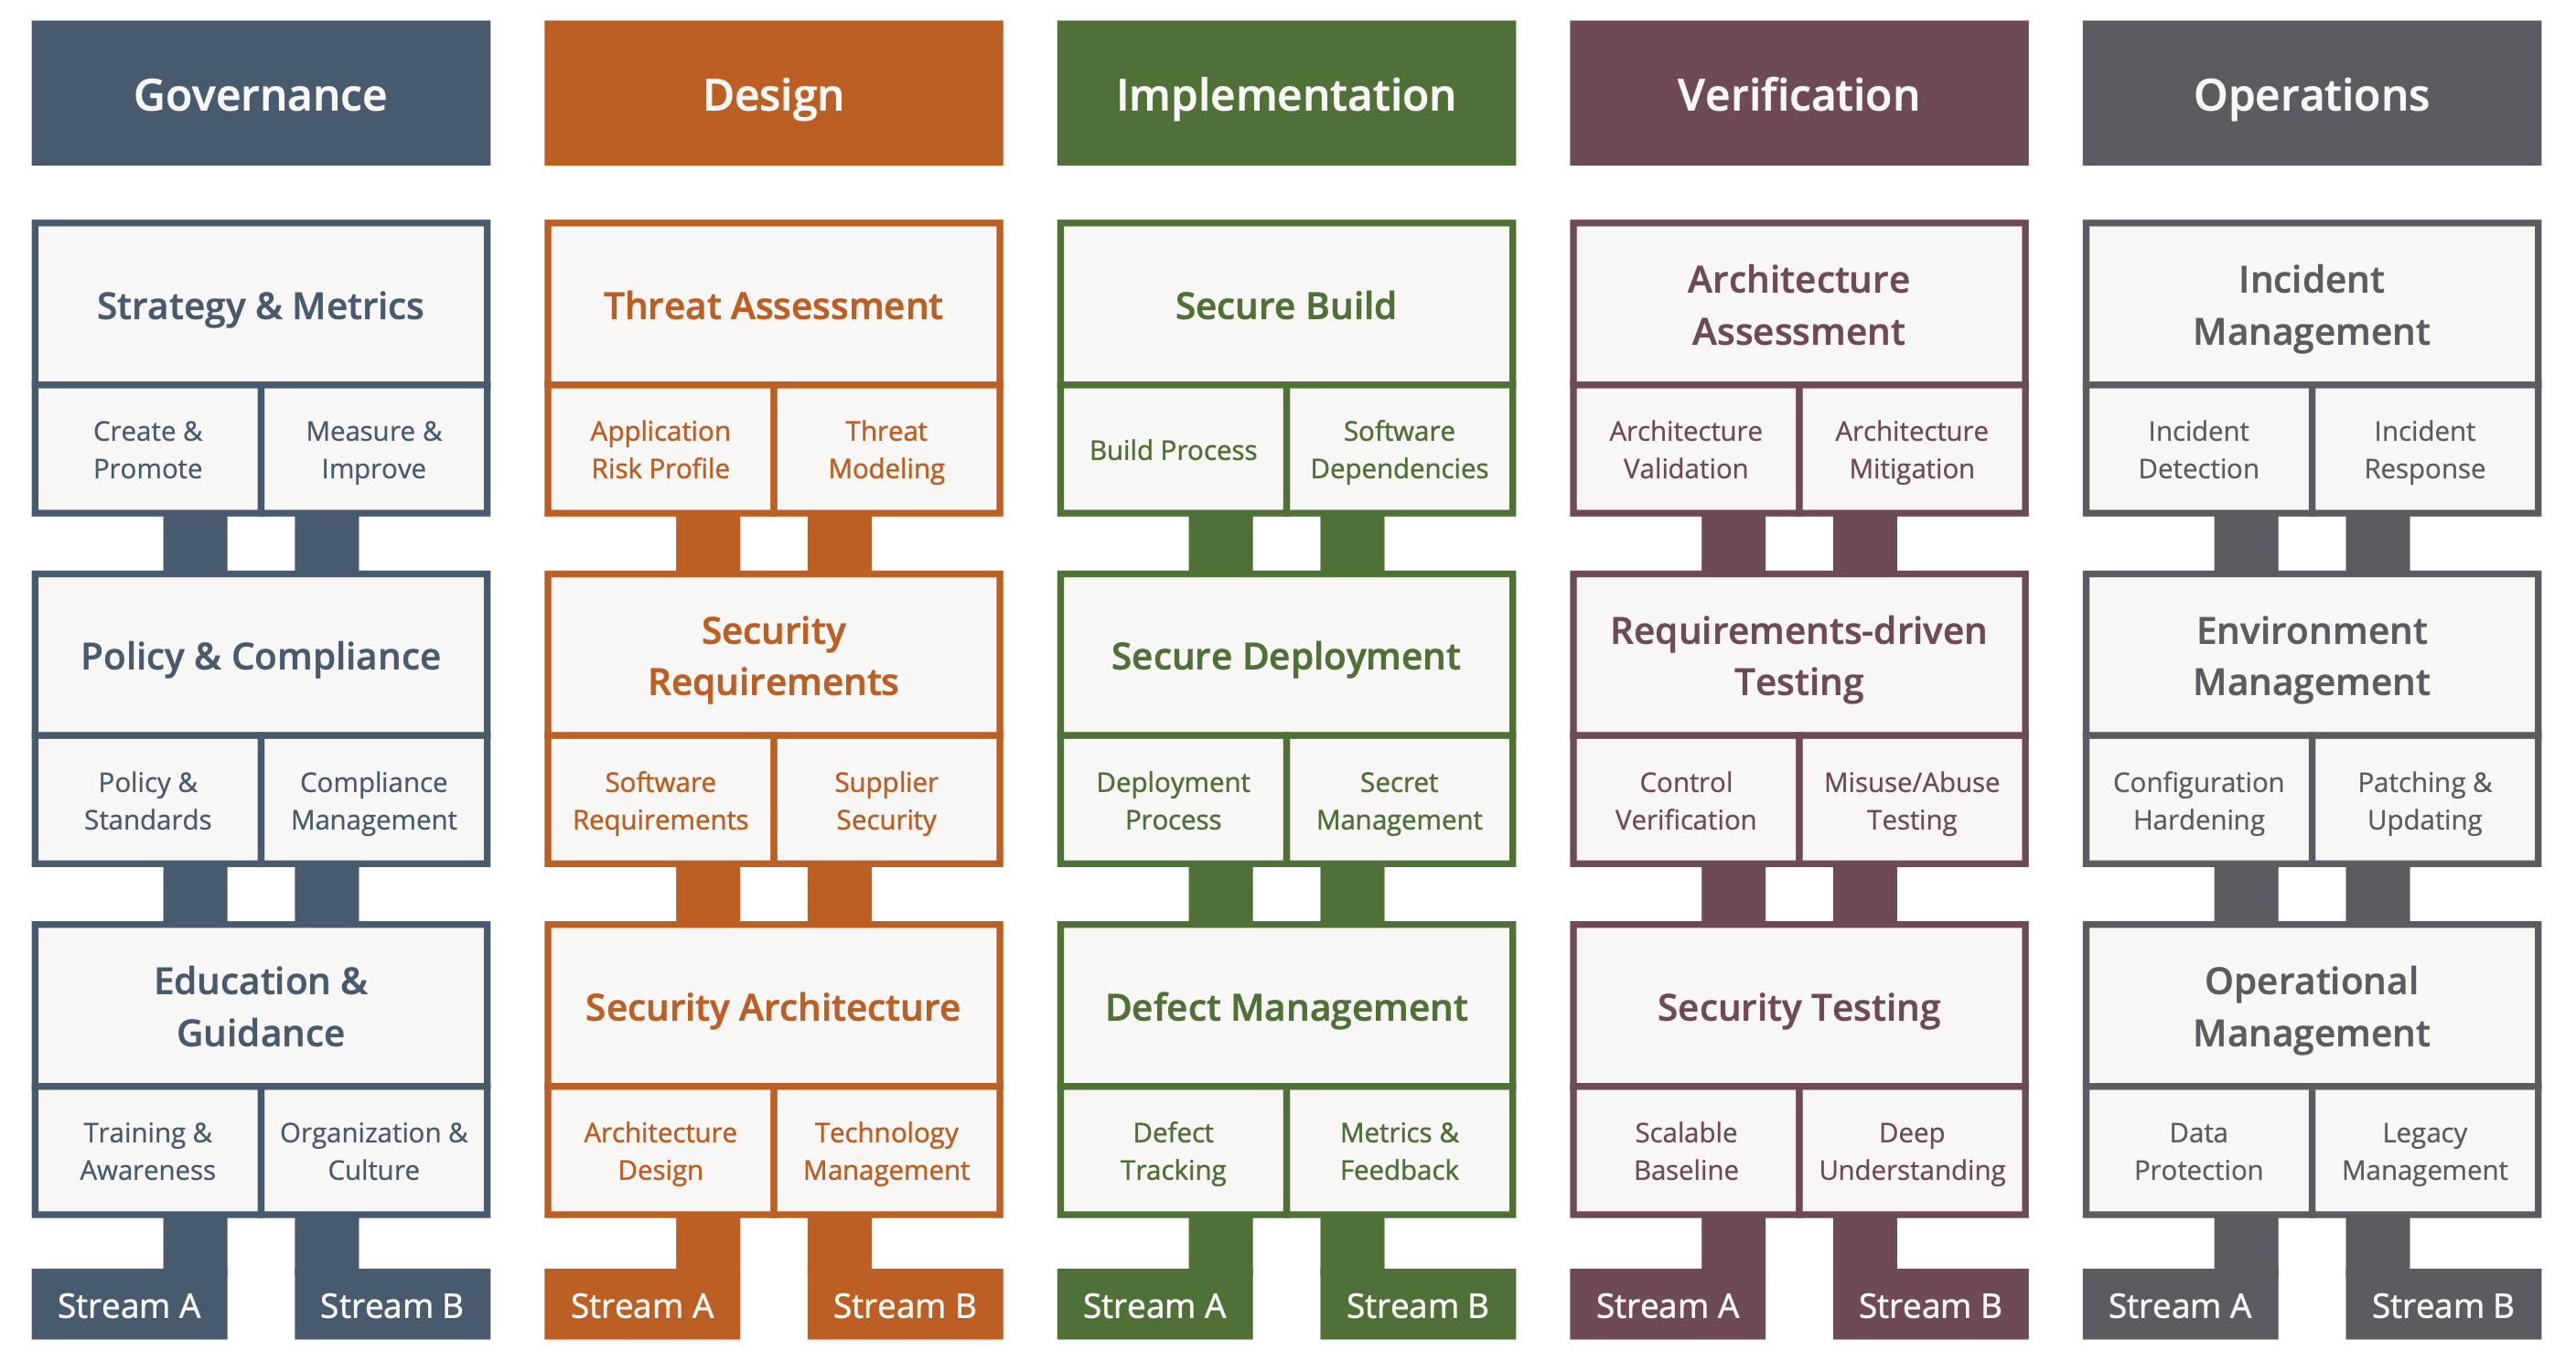 Governance
Strategy & Metrics
Create &
Promote
Measure &
Improve
Policy & Compliance
Policy &
Standards
Compliance
Management
Education &
Guidance
Training &
Awareness
Organization &
Culture
Stream A
Stream B
Design
Threat Assessment
Application
Risk Profile
Threat
Modeling
Security
Requirements
Software
Requirements
Supplier
Security
Security Architecture
Architecture
Design
Technology
Management
Stream A
Stream B
Implementation
Secure Build
Build Process
Software
Dependencies
Secure Deployment
Deployment
Process
Secret
Management
Defect Management
Defect
Tracking
Metrics &
Feedback
Stream A
Stream B
Verification
Architecture
Assessment
Architecture
Validation
Architecture
Mitigation
Requirements-driven
Testing
Control
Verification
Misuse/Abuse
Testing
Security Testing
Scalable
Baseline
Deep
Understanding
Stream A
Stream B
Operations
Incident
Management
Incident
Detection
Incident
Response
Environment
Management
Configuration
Hardening
Patching &
Updating
Operational
Management
Data
Protection
Legacy
Management
Stream A
Stream B